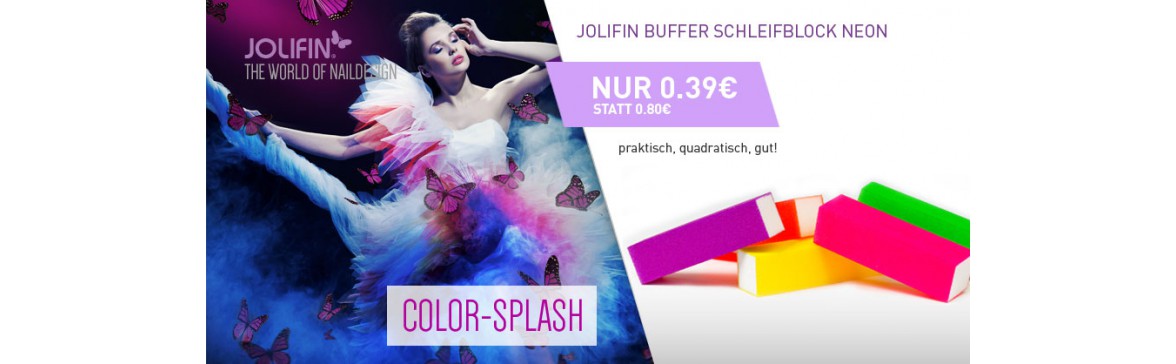 JOLIFIN®
THE WORLD OF NAILDESIGN
COLOR-SPLASH
JOLIFIN BUFFER SCHLEIFBLOCK NEON
NUR 0.39€
STATT 0.80€
praktisch, quadratisch, gut!